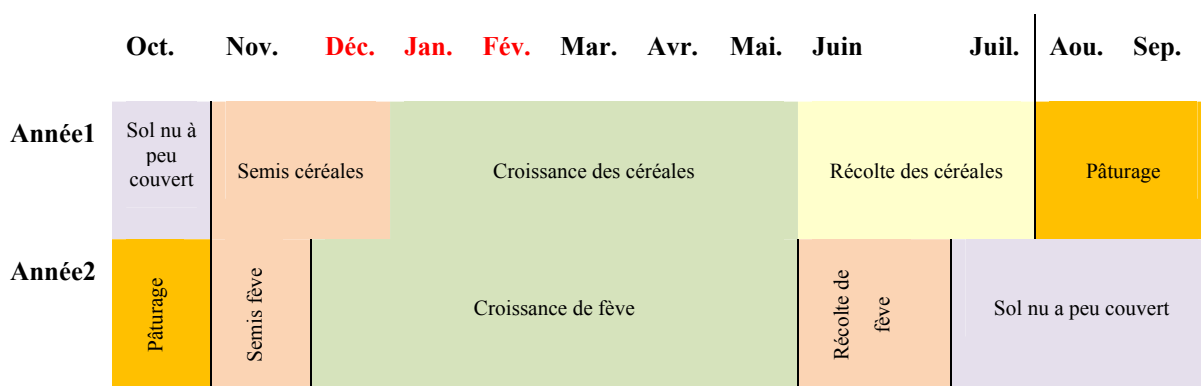 Oct. Nov. Déc. Jan. Fév. Mar. Avr. Mai. Juin Juil. Aou. Sep.
Année1
Sol nu à
peu
couvert
Semis céréales
Croissance des céréales
Récolte des céréales
Pâturage
Année2
Pâturage
Semis fève
Croissance de fève
Récolte de
fève
Sol nu a peu couvert